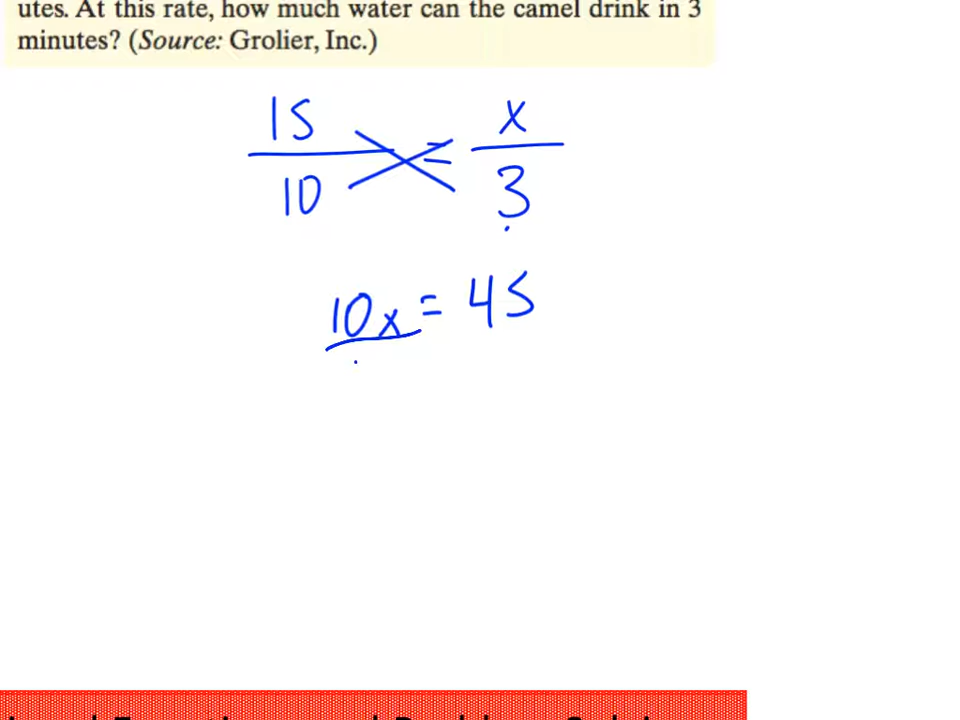 utes. At this rate, how much water can the camel drink in 3
minutes? (Source: Grolier, Inc.)
15 x
10 = 3
10x = 45